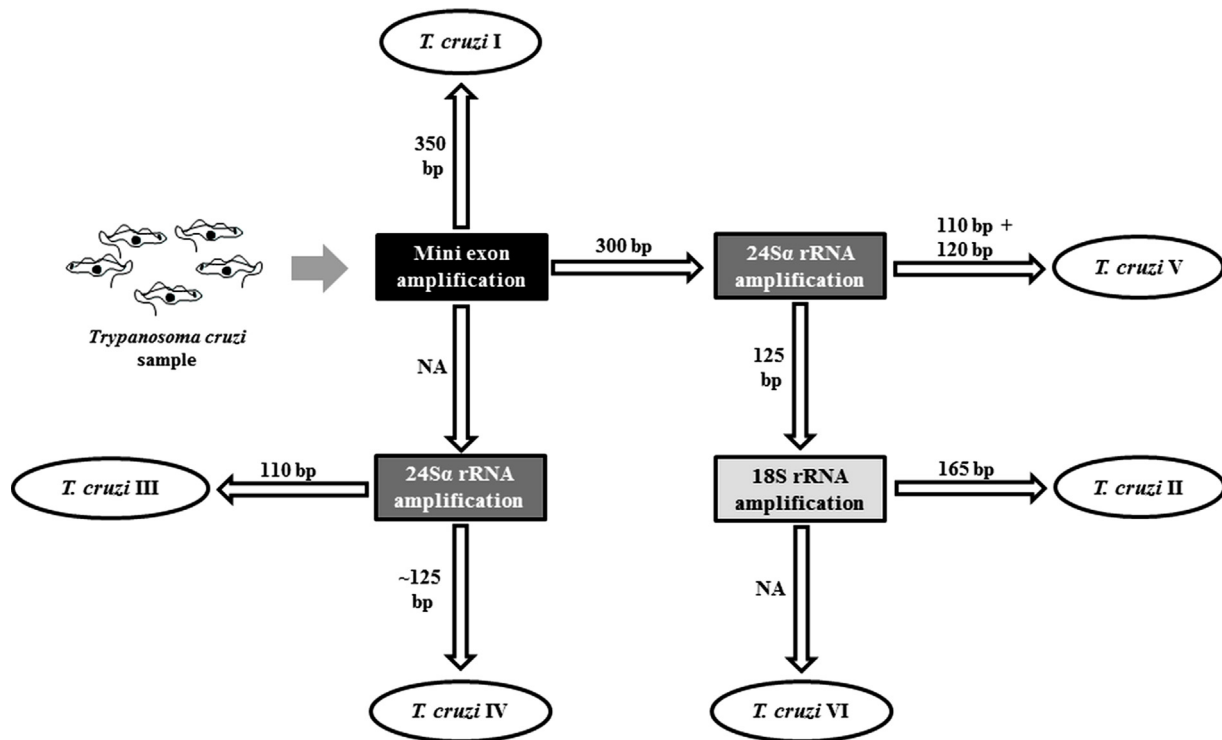 T. cruzi I
350
bp
Mini exon
amplification
300 bp
24Sα rRNA
amplification
110 bp +
120 bp
T. cruzi V
Trypanosoma cruzi
sample
NA
125
bp
T. cruzi III
110 bp
24Sα rRNA
amplification
18S rRNA
amplification
165 bp
T. cruzi II
~125
bp
NA
T. cruzi IV
T. cruzi VI